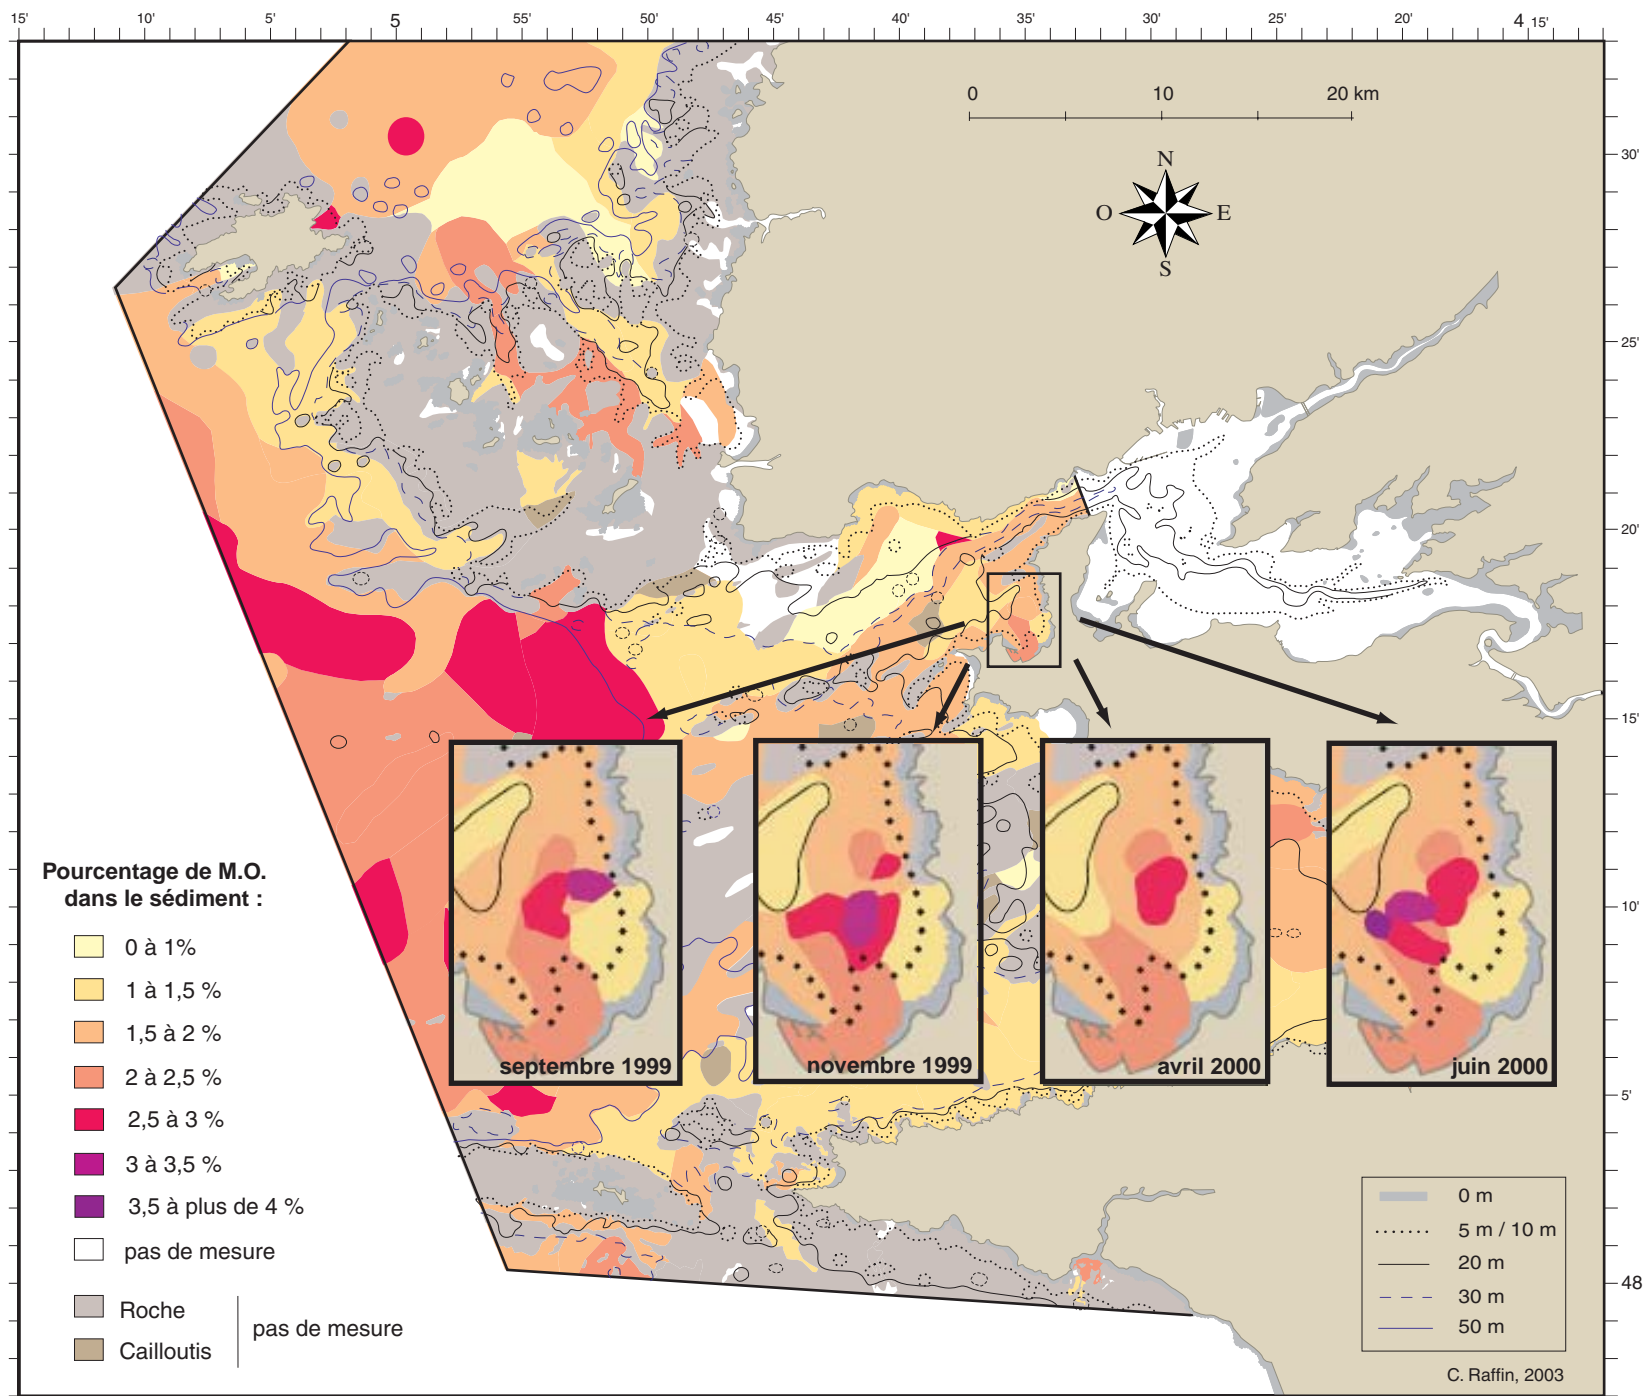 15' 10' 5' 5 55' 50' 45' 40' 35' 30' 25' 20' 4 15'
0 10 20 km
30'
N
O E
S
25'
20'
15'
10'
5'
48
Pourcentage de M.O.
dans le sédiment :
0 à 1%
1 à 1,5 %
1,5 à 2 %
2 à 2,5 %
2,5 à 3 %
3 à 3,5 %
3,5 à plus de 4 %
pas de mesure
Roche
Cailloutis
pas de mesure
septembre 1999
novembre 1999
avril 2000
juin 2000
0 m
5 m / 10 m
20 m
30 m
50 m
C. Raffin, 2003